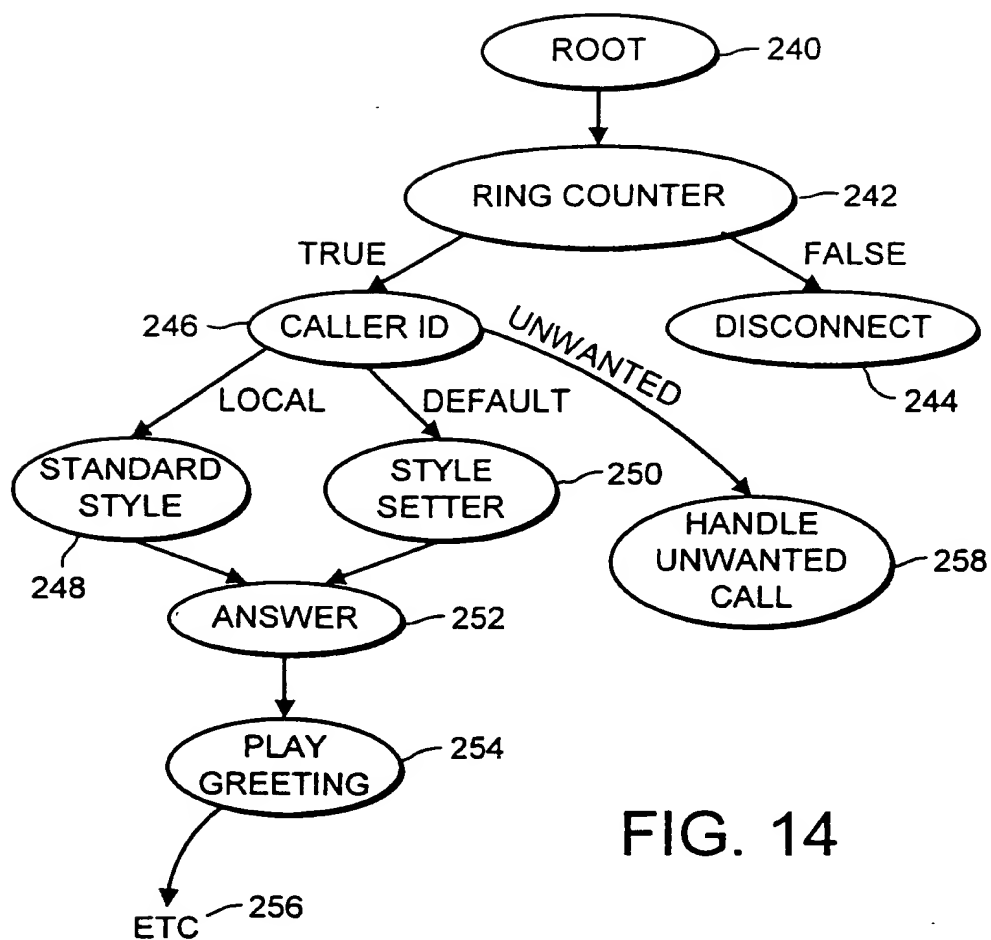 ROOT 240
RING COUNTER 242
TRUE FALSE
246 CALLER ID UNWANTED DISCONNECT
244
LOCAL DEFAULT
STANDARD
STYLE
248
STYLE
SETTER
250
HANDLE
UNWANTED
CALL
258
ANSWER 252
PLAY
GREETING
254
ETC 256
FIG. 14